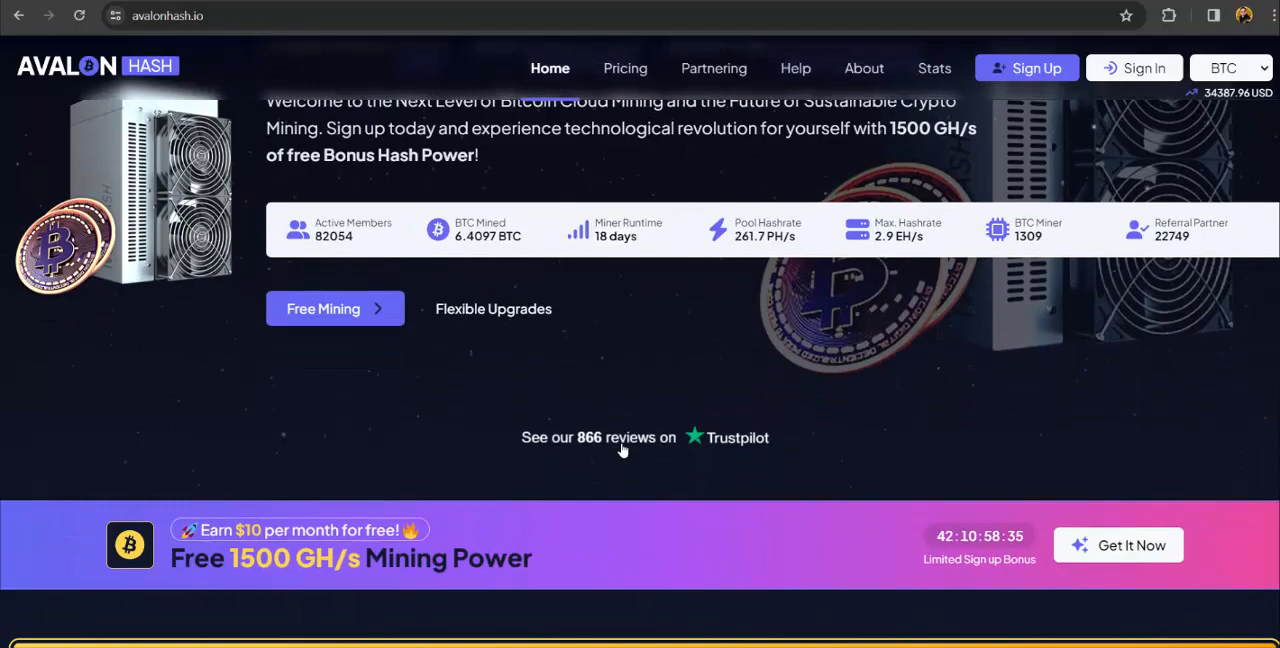 avalonhash.io
AVALON HASH
Home
Pricing
Partnering
Help
About
Stats
Sign Up
Sign In
BTC
34387.96 USD
Welcome to the Next Level of Bitcoin Cloud Mining and the Future of Sustainable Crypto
Mining. Sign up today and experience technological revolution for yourself with 1500 GH/s
of free Bonus Hash Power!
Active Members
82054
BTC Mined
6.4097 BTC
Miner Runtime
18 days
Pool Hashrate
261.7 PH/s
Max. Hashrate
2.9 EH/s
BTC Miner
1309
Referral Partner
22749
Free Mining
Flexible Upgrades
See our 866 reviews on Trustpilot
🚀 Earn $10 per month for free! 🔥
Free 1500 GH/s Mining Power
42:10:58:35
Limited Sign up Bonus
Get It Now